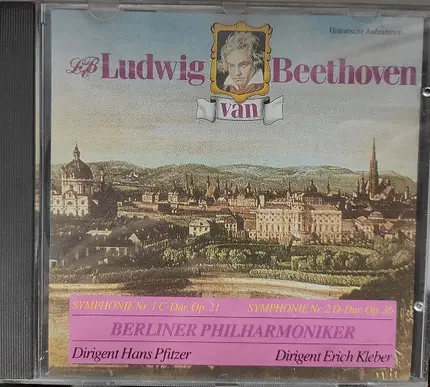 Historische Aufnahmen
LvB Ludwig van Beethoven
SYMPHONIE Nr. 1 C-Dur, Op. 21
SYMPHONIE Nr. 2 D-Dur, Op. 36
BERLINER PHILHARMONIKER
Dirigent Hans Pfitzer
Dirigent Erich Kleber